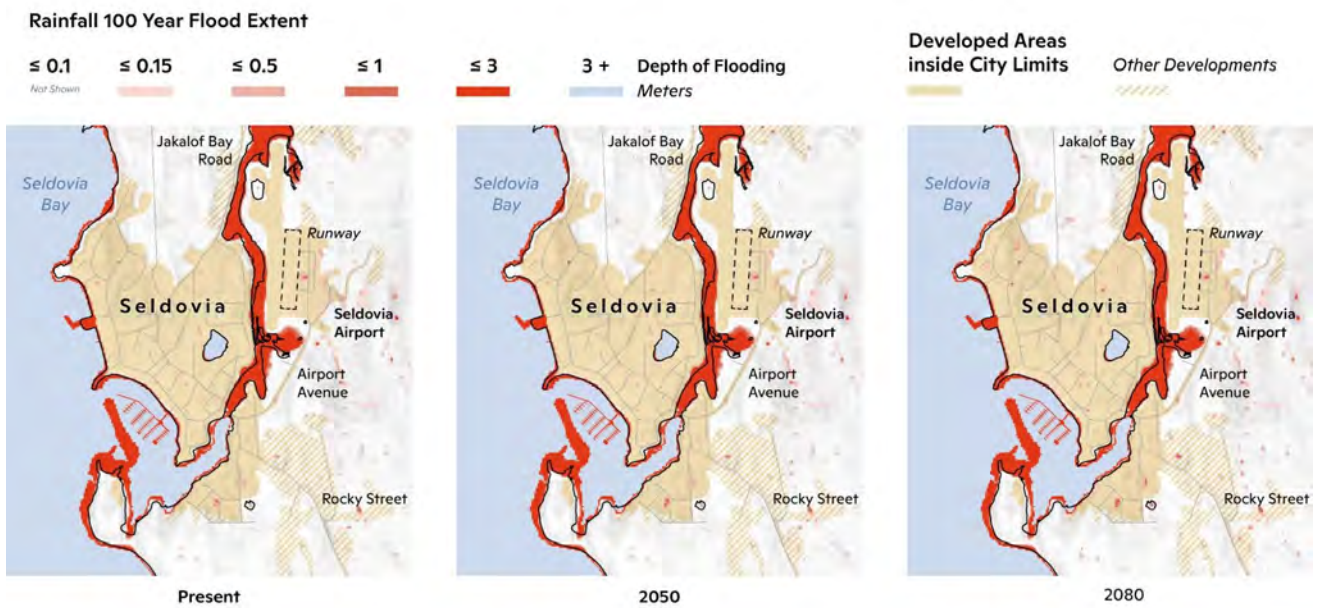 Rainfall 100 Year Flood Extent
≤ 0.1
Not Shown
≤ 0.15
≤ 0.5
≤ 1
≤ 3
3 +
Depth of Flooding
Meters
Developed Areas
inside City Limits
Other Developments
Jakalof Bay
Road
Seldovia
Bay
Runway
Seldovia
Seldovia
Airport
Airport
Avenue
Rocky Street
Present
Jakalof Bay
Road
Seldovia
Bay
Runway
Seldovia
Seldovia
Airport
Airport
Avenue
Rocky Street
2050
Jakalof Bay
Road
Seldovia
Bay
Runway
Seldovia
Seldovia
Airport
Airport
Avenue
Rocky Street
2080